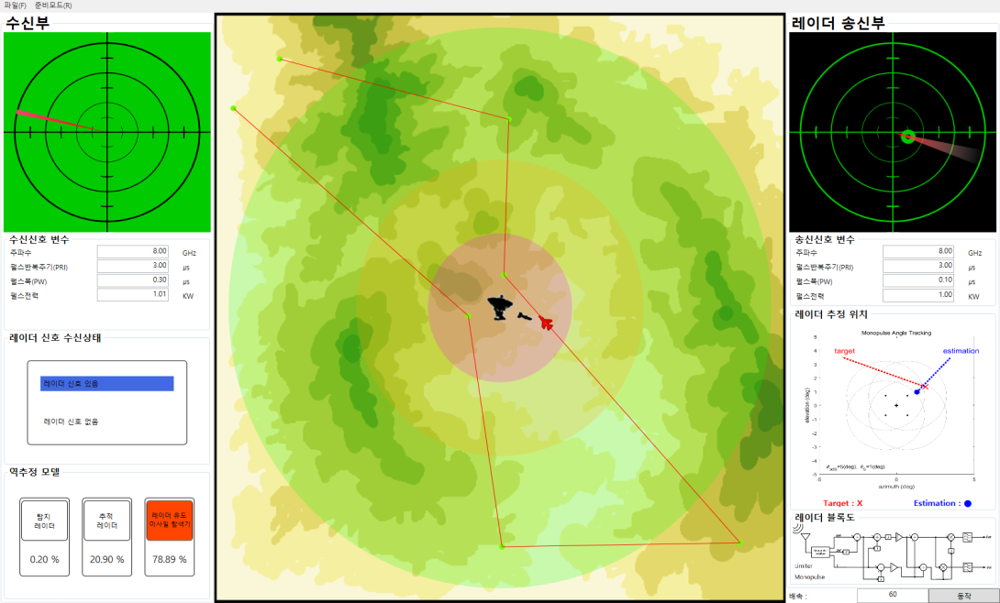 파일(F) 준비모드(R)
수신부
수신신호 변수
주파수 8.00 GHz
펄스반복주기(PRI) 3.00 μs
펄스폭(PW) 0.30 μs
펄스전력 1.01 KW
레이더 신호 수신상태
레이더 신호 있음
레이더 신호 없음
역추정 모델
탐지
레이더
0.20 %
추적
레이더
20.90 %
레이더 유도
미사일 탐색기
78.89 %
레이더 송신부
송신신호 변수
주파수 8.00 GHz
펄스반복주기(PRI) 3.00 μs
펄스폭(PW) 0.10 μs
펄스전력 1.00 KW
레이더 추정 위치
Monopulse Angle Tracking
target
estimation
elevation (deg)
5
4
3
2
1
0
-1
-2
-3
-4
-5
-5 0 5
azimuth (deg)
Target : X Estimation :
레이더 블록도
Limiter
Monopulse
배속 : 60 동작